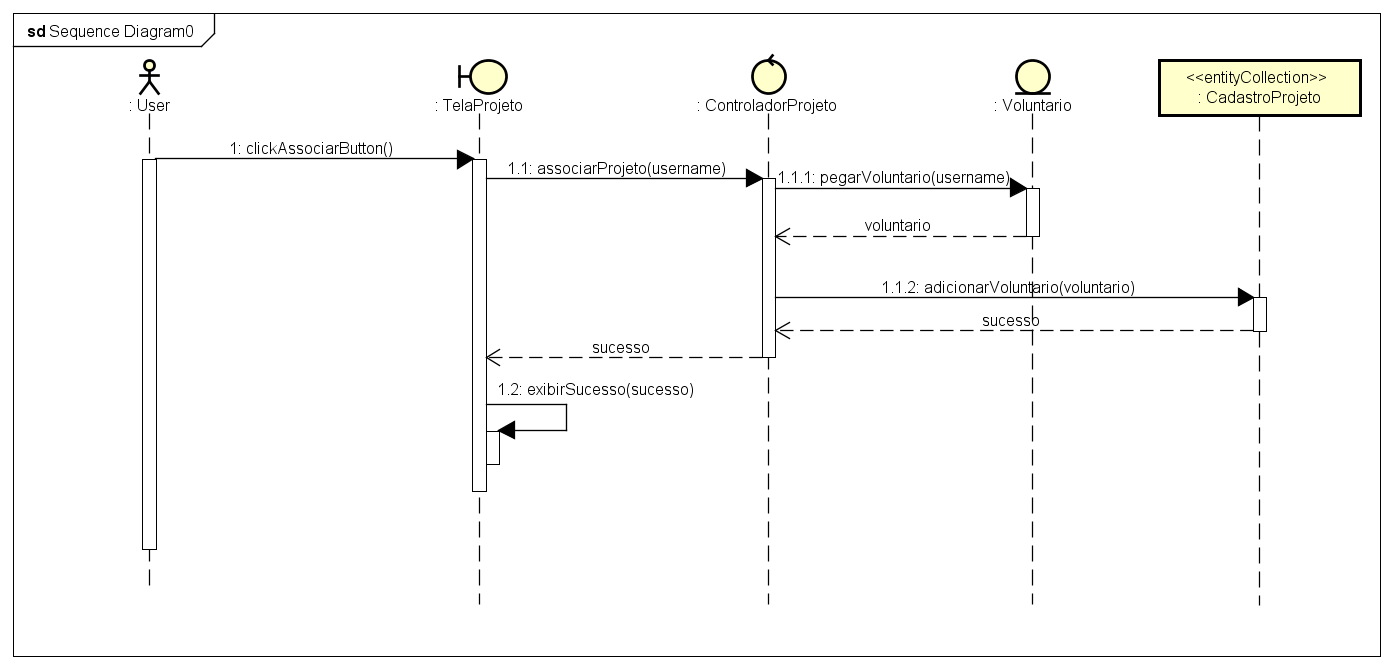 sd Sequence Diagram0
: User
: TelaProjeto
: ControladorProjeto
: Voluntario
<<entityCollection>>
: CadastroProjeto
1: clickAssociarButton()
1.1: associarProjeto(username)
1.1.1: pegarVoluntario(username)
voluntario
1.1.2: adicionarVoluntario(voluntario)
sucesso
sucesso
1.2: exibirSucesso(sucesso)